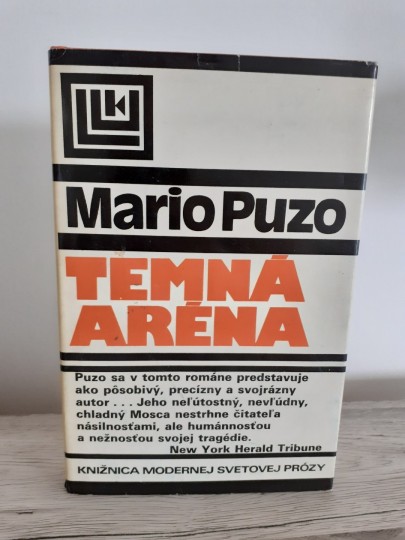 Mario Puzo
TEMNÁ
ARÉNA
Puzo sa v tomto románe predstavuje
ako pôsobivý, precízny a svojrázny
autor . . . Jeho neľútostný, nevľúdny,
chladný Mosca nestrhne čitateľa
násilnosťami, ale humánnosťou
a nežnosťou svojej tragédie.
New York Herald Tribune
KNIŽNICA MODERNEJ SVETOVEJ PRÓZY